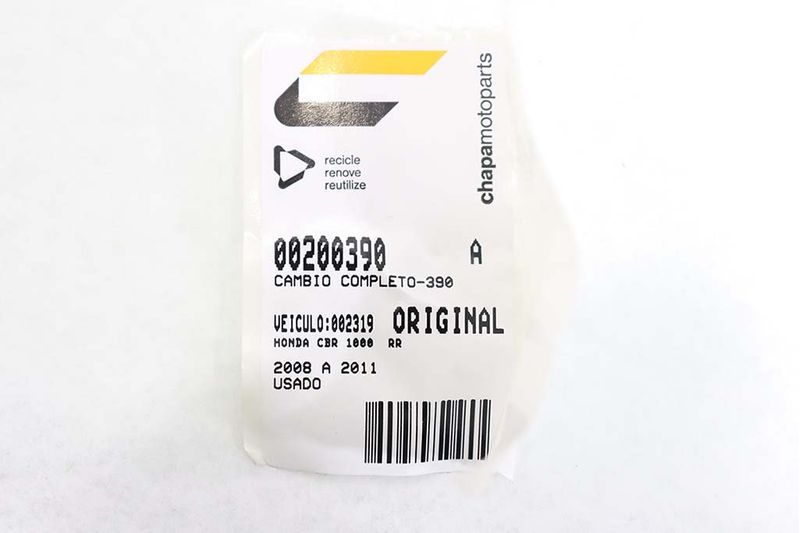 chapamotoparts
recicle
renove
reutilize
00200390 A
CAMBIO COMPLETO-390
VEICULO:002319 ORIGINAL
HONDA CBR 1000 RR
2008 A 2011
USADO